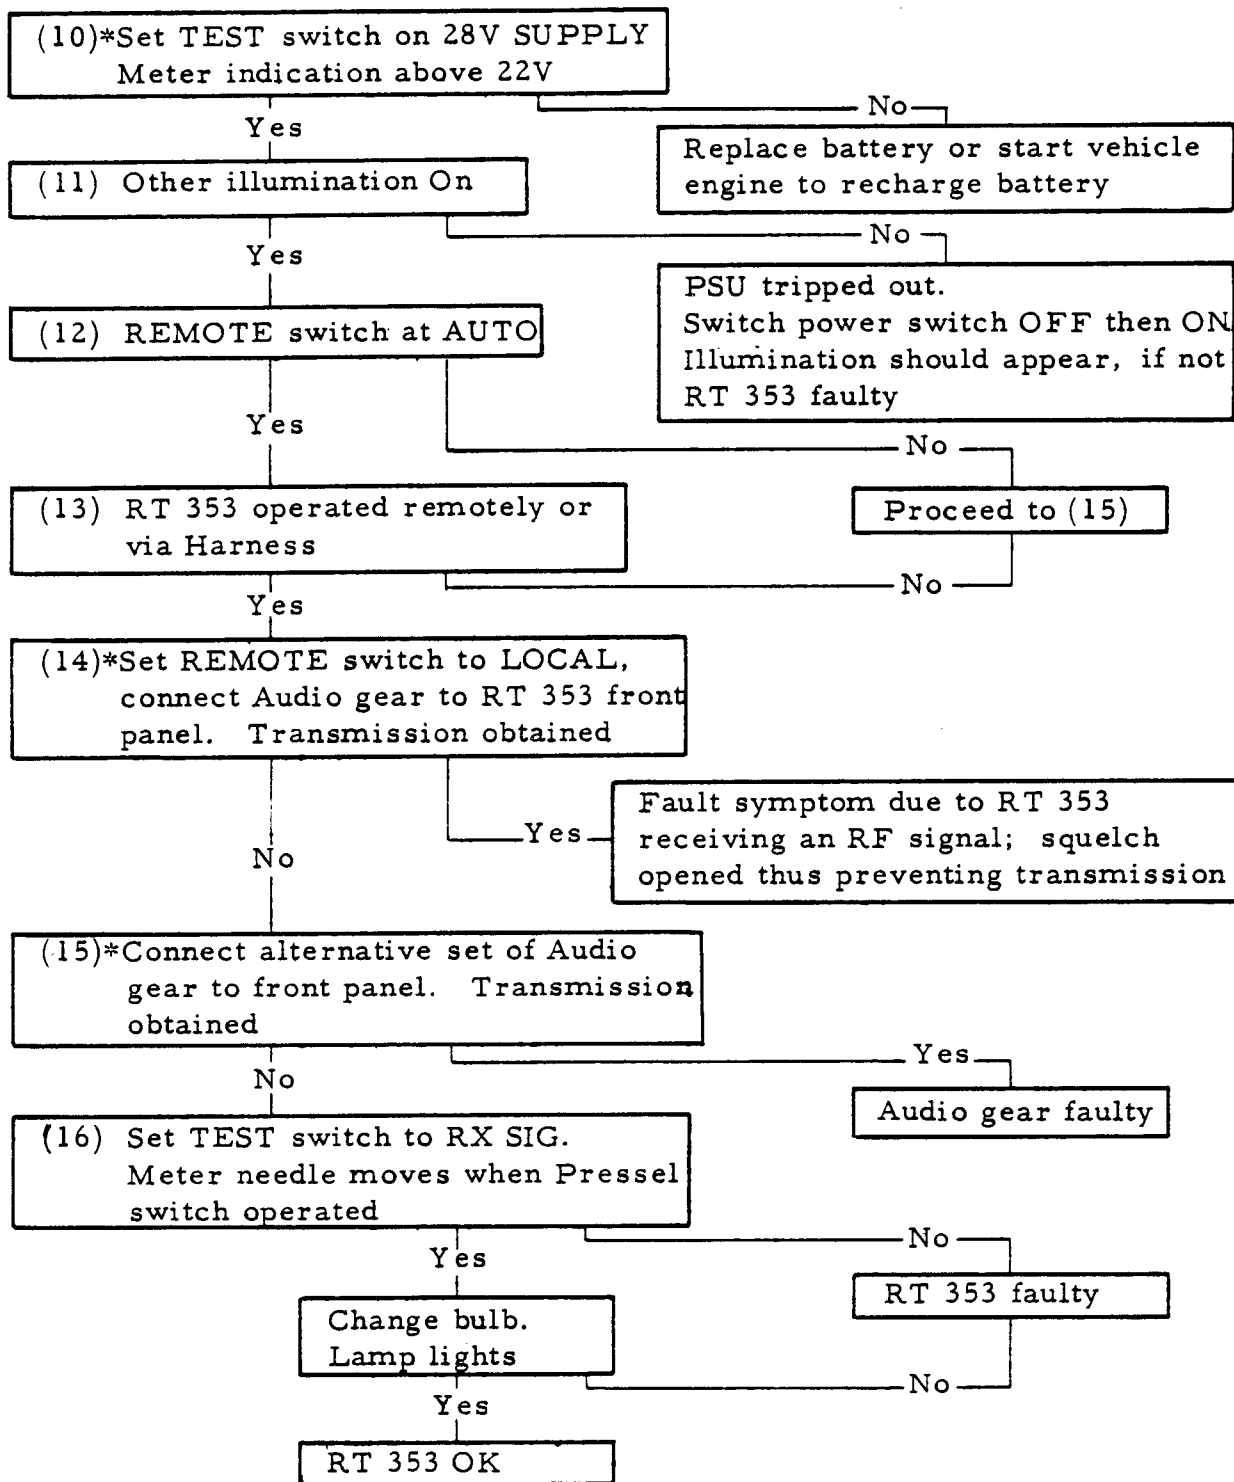 (10)*Set TEST switch on 28V SUPPLY
Meter indication above 22V
No
Yes
Replace battery or start vehicle
engine to recharge battery
(11) Other illumination On
No
Yes
PSU tripped out.
Switch power switch OFF then ON
Illumination should appear, if not
RT 353 faulty
(12) REMOTE switch at AUTO
Yes
No
(13) RT 353 operated remotely or
via Harness
Proceed to (15)
No
Yes
(14)*Set REMOTE switch to LOCAL,
connect Audio gear to RT 353 front
panel. Transmission obtained
Yes
Fault symptom due to RT 353
receiving an RF signal; squelch
opened thus preventing transmission
No
(15)*Connect alternative set of Audio
gear to front panel. Transmission
obtained
Yes
No
Audio gear faulty
(16) Set TEST switch to RX SIG.
Meter needle moves when Pressel
switch operated
No
Yes
RT 353 faulty
Change bulb.
Lamp lights
No
Yes
RT 353 OK